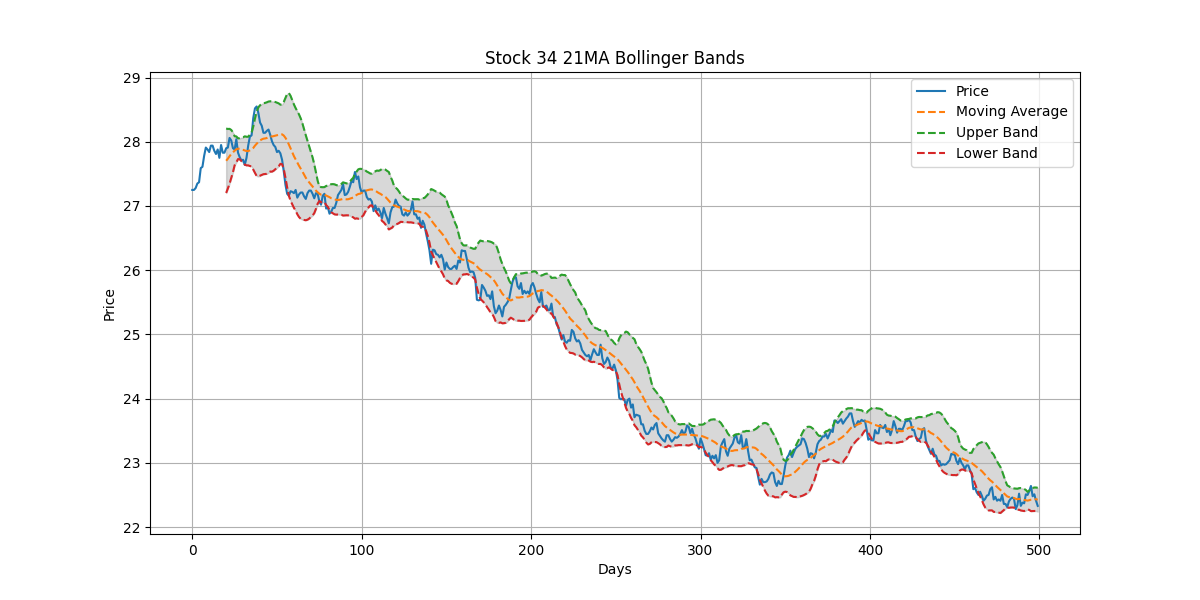 Stock 34 21MA Bollinger Bands
Price
Moving Average
Upper Band
Lower Band
29
28
27
26
25
24
23
22
Price
0 100 200 300 400 500
Days